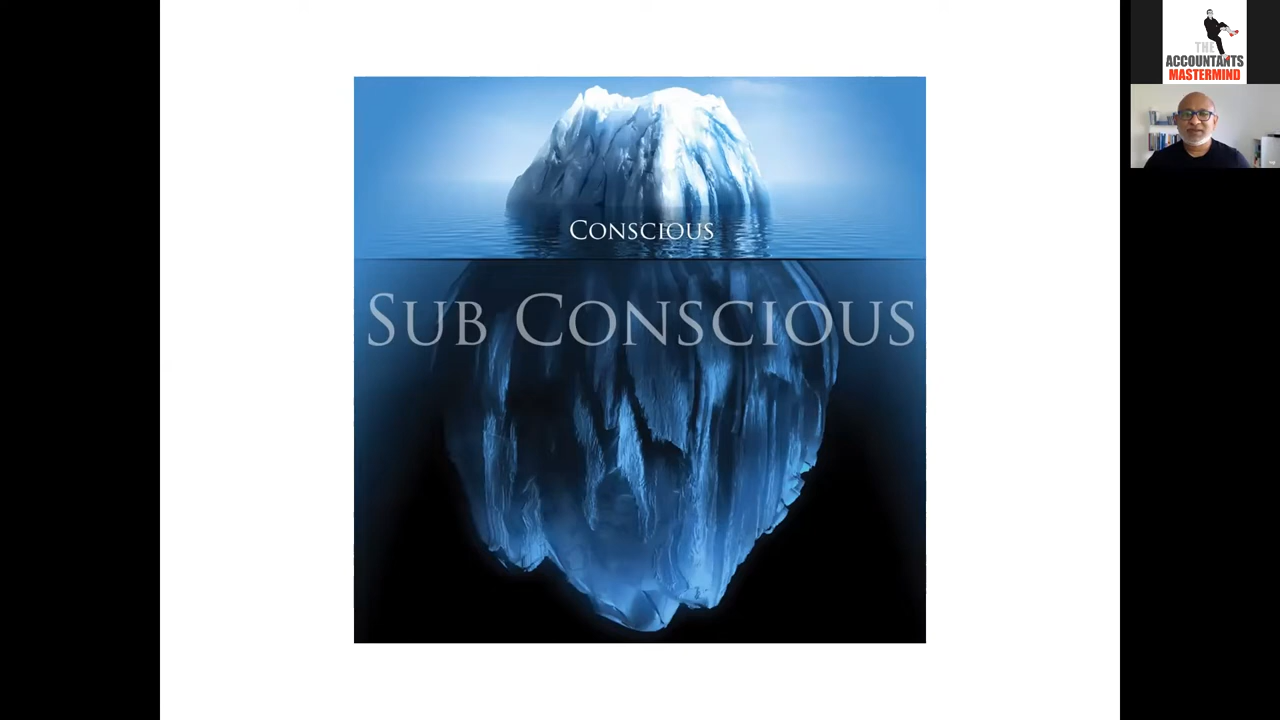 Conscious
Sub Conscious
THE
ACCOUNTANTS
MASTERMIND